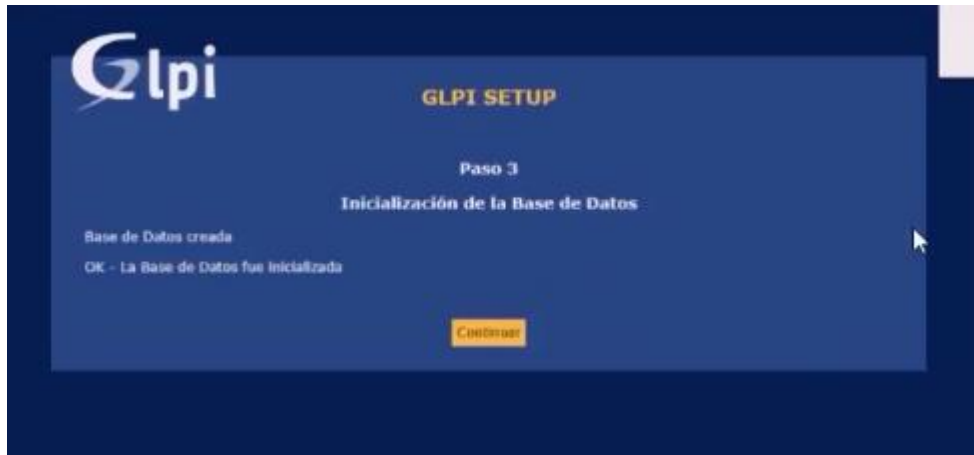 Glpi
GLPI SETUP
Paso 3
Inicialización de la Base de Datos
Base de Datos creada
OK - La Base de Datos fue inicializada
Continuar